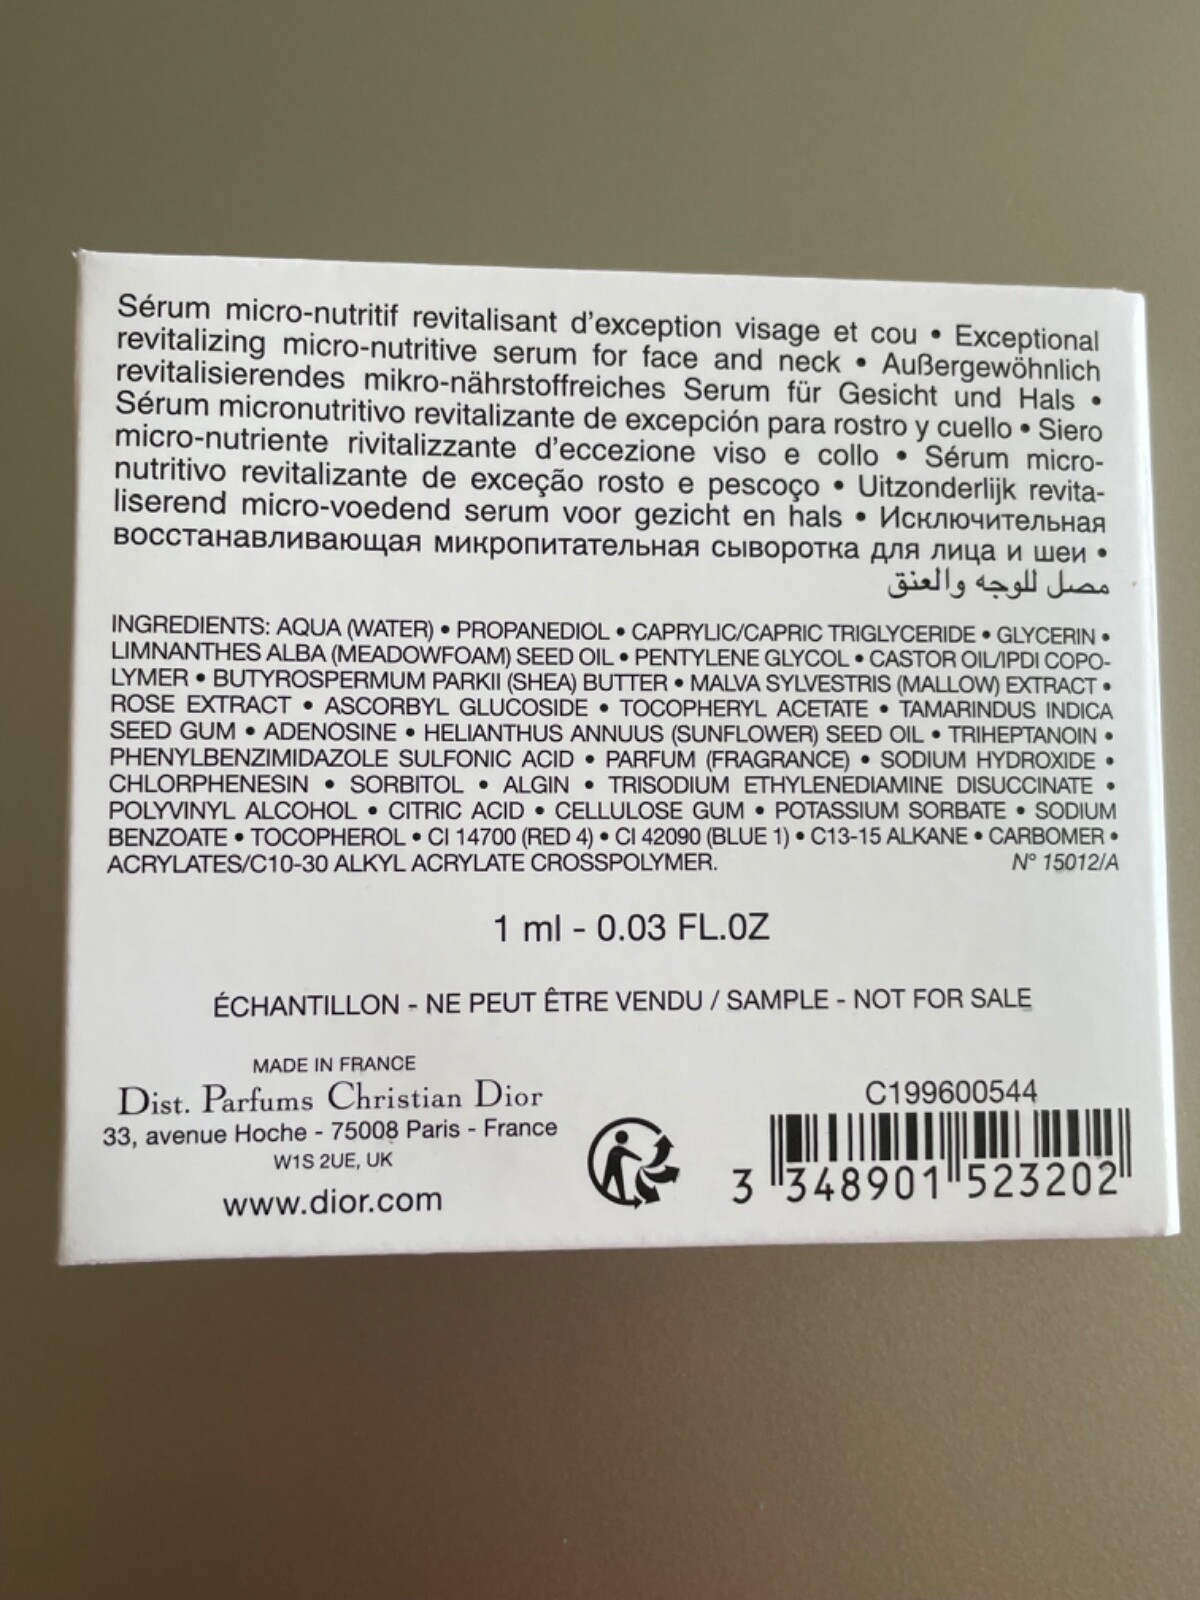 Sérum micro-nutritif revitalisant d'exception visage et cou • Exceptional
revitalizing micro-nutritive serum for face and neck • Außergewöhnlich
revitalisierendes mikro-nährstoffreiches Serum für Gesicht und Hals •
Sérum micronutritivo revitalizante de excepción para rostro y cuello • Siero
micro-nutriente rivitalizzante d'eccezione viso e collo • Sérum micro-
nutritivo revitalizante de exceção rosto e pescoço • Uitzonderlijk revita-
liserend micro-voedend serum voor gezicht en hals • Исключительная
восстанавливающая микропитательная сыворотка для лица и шеи •
مصل للوجه والعنق
INGREDIENTS: AQUA (WATER) • PROPANEDIOL • CAPRYLIC/CAPRIC TRIGLYCERIDE • GLYCERIN •
LIMNANTHES ALBA (MEADOWFOAM) SEED OIL • PENTYLENE GLYCOL • CASTOR OIL/IPDI COPO-
LYMER • BUTYROSPERMUM PARKII (SHEA) BUTTER • MALVA SYLVESTRIS (MALLOW) EXTRACT •
ROSE EXTRACT • ASCORBYL GLUCOSIDE • TOCOPHERYL ACETATE • TAMARINDUS INDICA
SEED GUM • ADENOSINE • HELIANTHUS ANNUUS (SUNFLOWER) SEED OIL • TRIHEPTANOIN •
PHENYLBENZIMIDAZOLE SULFONIC ACID • PARFUM (FRAGRANCE) • SODIUM HYDROXIDE •
CHLORPHENESIN • SORBITOL • ALGIN • TRISODIUM ETHYLENEDIAMINE DISUCCINATE •
POLYVINYL ALCOHOL • CITRIC ACID • CELLULOSE GUM • POTASSIUM SORBATE • SODIUM
BENZOATE • TOCOPHEROL • CI 14700 (RED 4) • CI 42090 (BLUE 1) • C13-15 ALKANE • CARBOMER •
ACRYLATES/C10-30 ALKYL ACRYLATE CROSSPOLYMER. N° 15012/A
1 ml - 0.03 FL.OZ
ÉCHANTILLON - NE PEUT ÊTRE VENDU / SAMPLE - NOT FOR SALE
MADE IN FRANCE
Dist. Parfums Christian Dior
33, avenue Hoche - 75008 Paris - France
W1S 2UE, UK
www.dior.com
C199600544
3 348901 523202